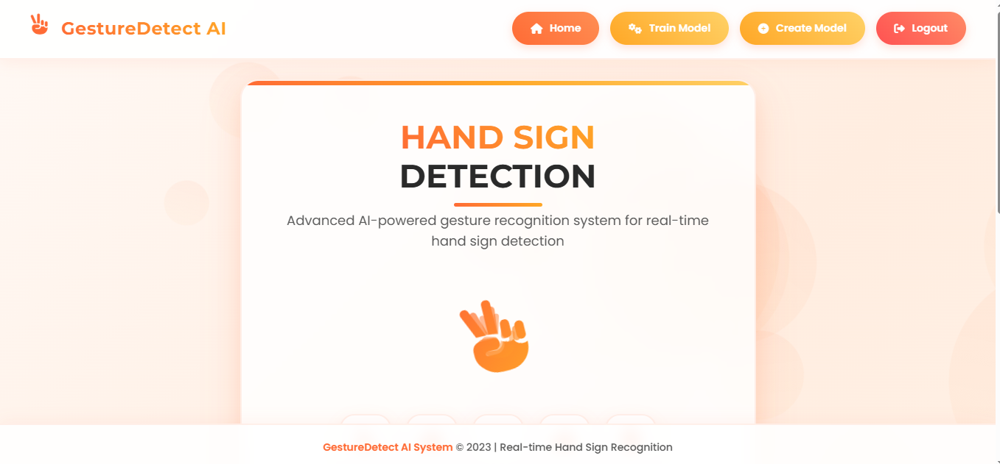 GestureDetect AI
Home
Train Model
Create Model
Logout
HAND SIGN
DETECTION
Advanced AI-powered gesture recognition system for real-time
hand sign detection
GestureDetect AI System © 2023 | Real-time Hand Sign Recognition